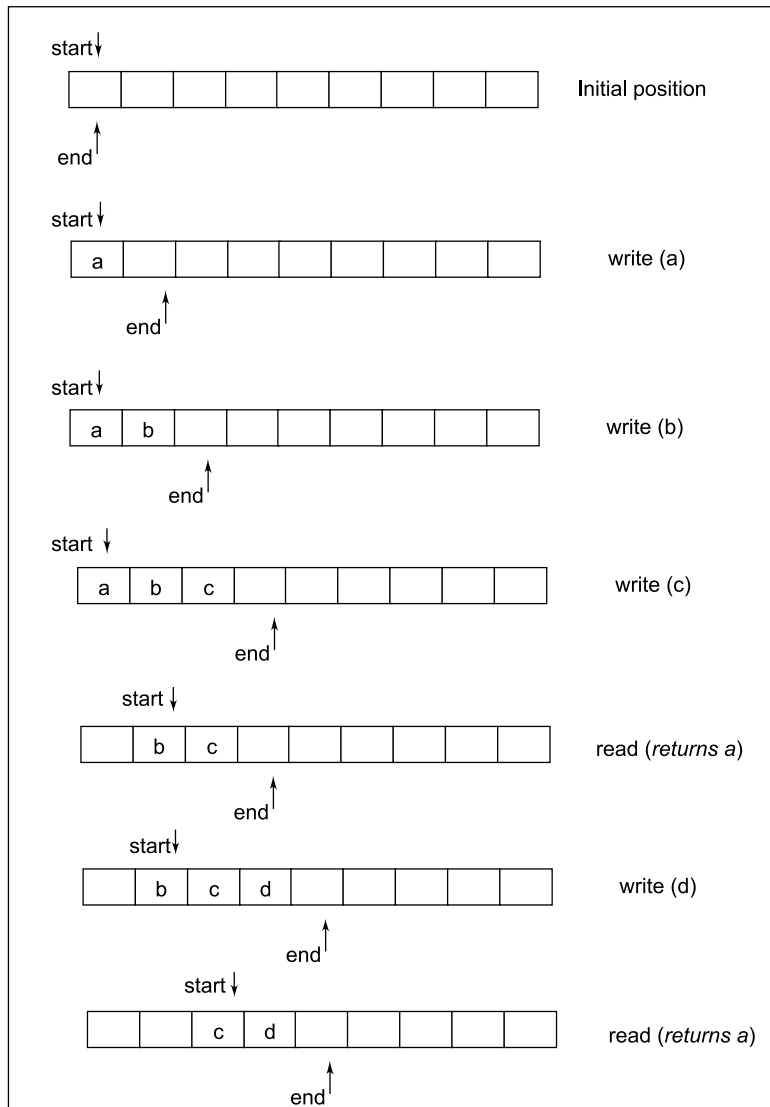 start
Initial position
end
start
a
write (a)
end
start
a b
write (b)
end
start
a b c
write (c)
end
start
b c
read (returns a)
end
start
b c d
write (d)
end
start
c d
read (returns a)
end